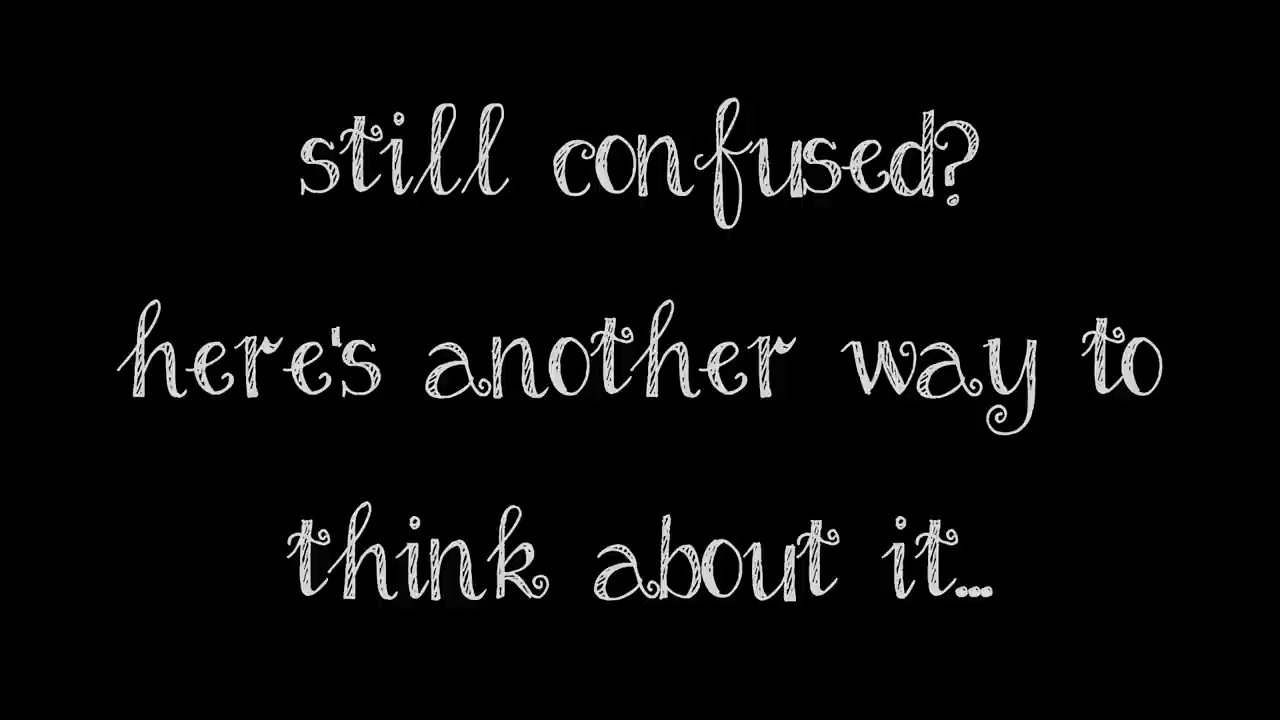 still confused?
here's another way to
think about it...